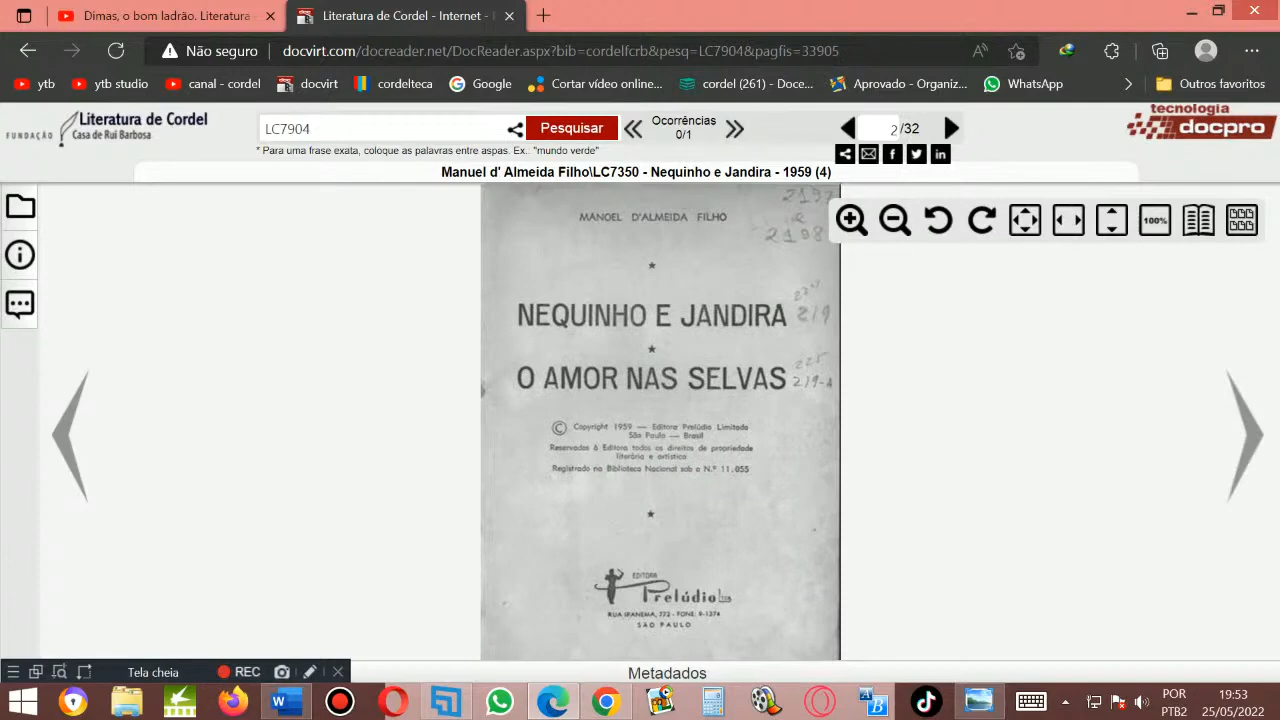 Dimas, o bom ladrão. Literatura
Literatura de Cordel - Internet -
Não seguro
docvirt.com/docreader.net/DocReader.aspx?bib=cordelfcrb&pesq=LC7904&pagfis=33905
ytb
ytb studio
canal - cordel
docvirt
cordelteca
Google
Cortar vídeo online...
cordel (261) - Doce...
Aprovado - Organiz...
WhatsApp
Outros favoritos
FUNDAÇÃO
Literatura de Cordel
Casa de Rui Barbosa
LC7904
Pesquisar
Ocorrências
0/1
2 /32
tecnologia
docpro
* Para uma frase exata, coloque as palavras entre aspas. Ex.: "mundo verde"
Manuel d' Almeida Filho\LC7350 - Nequinho e Jandira - 1959 (4)
100%
2197
e
2198
MANOEL D'ALMEIDA FILHO
NEQUINHO E JANDIRA
219
O AMOR NAS SELVAS
219-A
© Copyright 1959 — Editora Prelúdio Limitada
São Paulo — Brasil
Reservados à Editora todos os direitos de propriedade
literária e artística
Registrado na Biblioteca Nacional sob o N.º 11.055
EDITORA
Prelúdio
RUA IPANEMA, 772 - FONE: 9-1274
SÃO PAULO
Metadados
Tela cheia
REC
POR
PTB2
19:53
25/05/2022